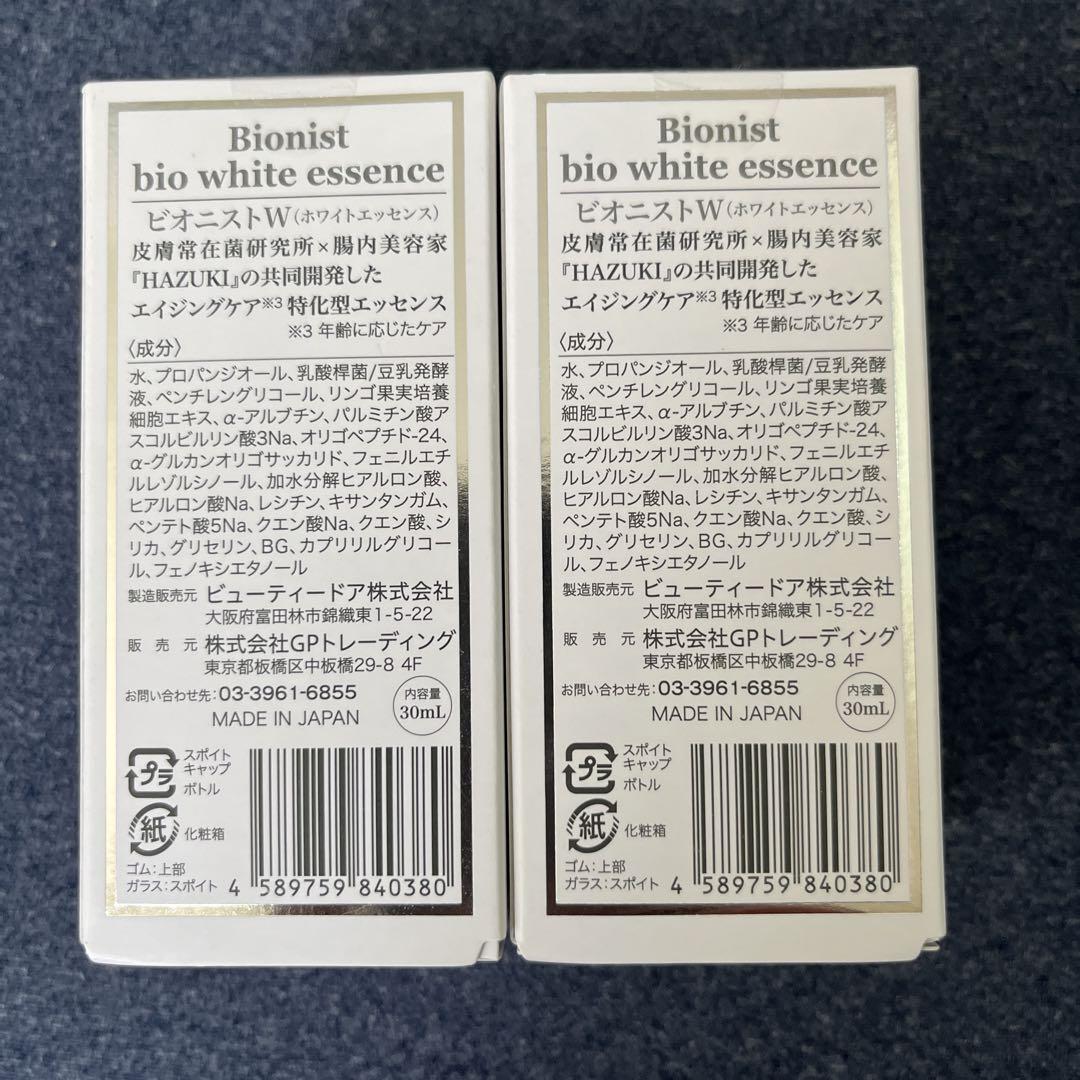 Bionist
bio white essence
ビオニストW(ホワイトエッセンス)
皮膚常在菌研究所×腸内美容家
『HAZUKI』の共同開発した
エイジングケア※3 特化型エッセンス
※3 年齢に応じたケア
〈成分〉
水、プロパンジオール、乳酸桿菌/豆乳発酵
液、ペンチレングリコール、リンゴ果実培養
細胞エキス、α-アルブチン、パルミチン酸ア
スコルビルリン酸3Na、オリゴペプチド-24、
α-グルカンオリゴサッカリド、フェニルエチ
ルレゾルシノール、加水分解ヒアルロン酸、
ヒアルロン酸Na、レシチン、キサンタンガム、
ペンテト酸5Na、クエン酸Na、クエン酸、シ
リカ、グリセリン、BG、カプリリルグリコー
ル、フェノキシエタノール
製造販売元 ビューティードア株式会社
大阪府富田林市錦織東1-5-22
販売元 株式会社GPトレーディング
東京都板橋区中板橋29-8 4F
お問い合わせ先:03-3961-6855
MADE IN JAPAN
内容量
30mL
プラ
スポイト
キャップ
ボトル
紙
化粧箱
ゴム:上部
ガラス:スポイト
4 589759 840380
Bionist
bio white essence
ビオニストW(ホワイトエッセンス)
皮膚常在菌研究所×腸内美容家
『HAZUKI』の共同開発した
エイジングケア※3 特化型エッセンス
※3 年齢に応じたケア
〈成分〉
水、プロパンジオール、乳酸桿菌/豆乳発酵
液、ペンチレングリコール、リンゴ果実培養
細胞エキス、α-アルブチン、パルミチン酸ア
スコルビルリン酸3Na、オリゴペプチド-24、
α-グルカンオリゴサッカリド、フェニルエチ
ルレゾルシノール、加水分解ヒアルロン酸、
ヒアルロン酸Na、レシチン、キサンタンガム、
ペンテト酸5Na、クエン酸Na、クエン酸、シ
リカ、グリセリン、BG、カプリリルグリコー
ル、フェノキシエタノール
製造販売元 ビューティードア株式会社
大阪府富田林市錦織東1-5-22
販売元 株式会社GPトレーディング
東京都板橋区中板橋29-8 4F
お問い合わせ先:03-3961-6855
MADE IN JAPAN
内容量
30mL
プラ
スポイト
キャップ
ボトル
紙
化粧箱
ゴム:上部
ガラス:スポイト
4 589759 840380